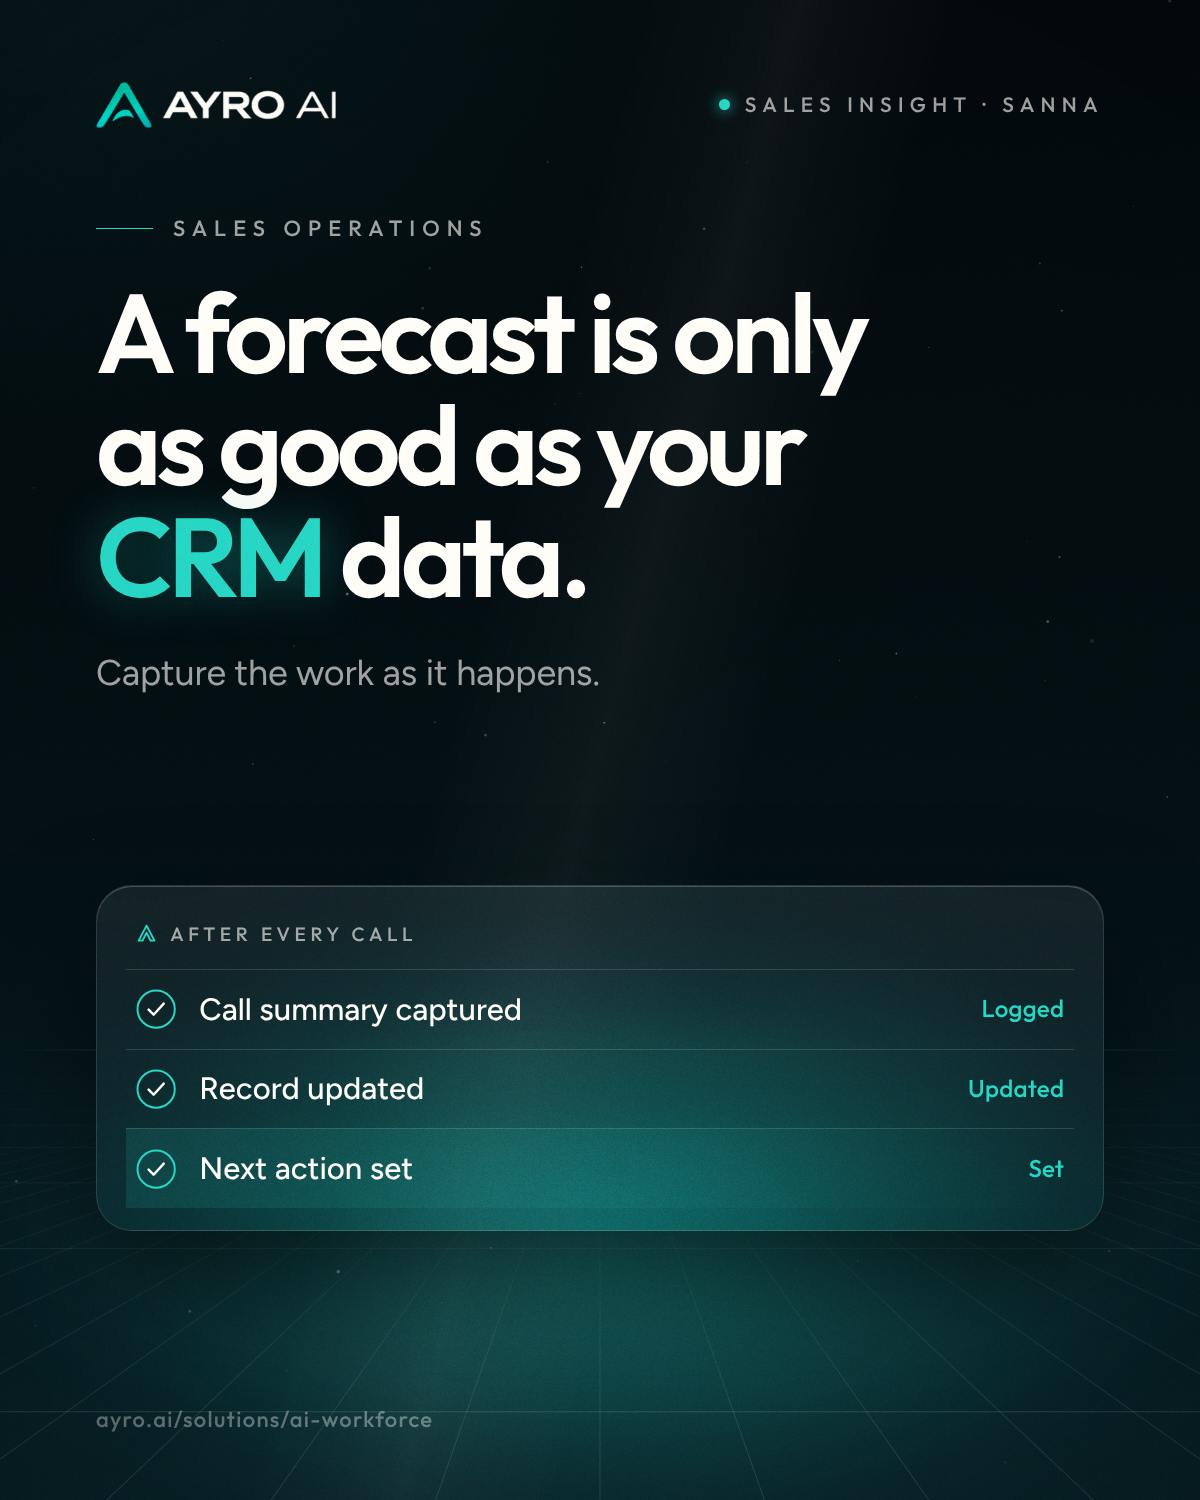 AYRO AI
SALES INSIGHT · SANNA
SALES OPERATIONS
A forecast is only
as good as your
CRM data.
Capture the work as it happens.
AFTER EVERY CALL
Call summary captured
Logged
Record updated
Updated
Next action set
Set
ayro.ai/solutions/ai-workforce